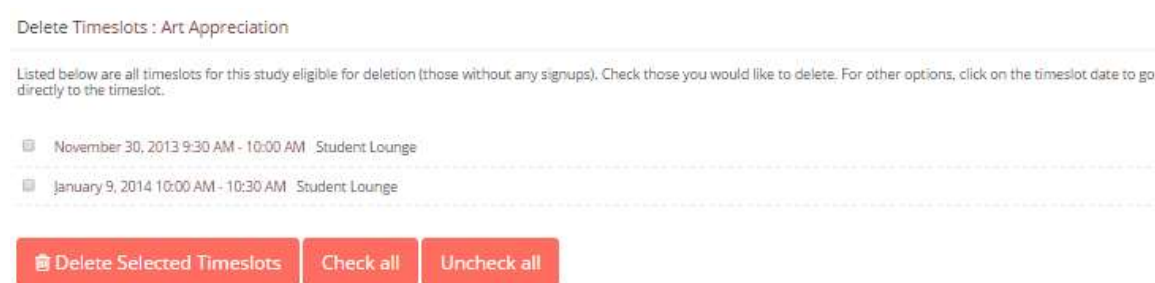 Delete Timeslots : Art Appreciation
Listed below are all timeslots for this study eligible for deletion (those without any signups). Check those you would like to delete. For other options, click on the timeslot date to go
directly to the timeslot.
November 30, 2013 9:30 AM - 10:00 AM Student Lounge
January 9, 2014 10:00 AM - 10:30 AM Student Lounge
Delete Selected Timeslots Check all Uncheck all